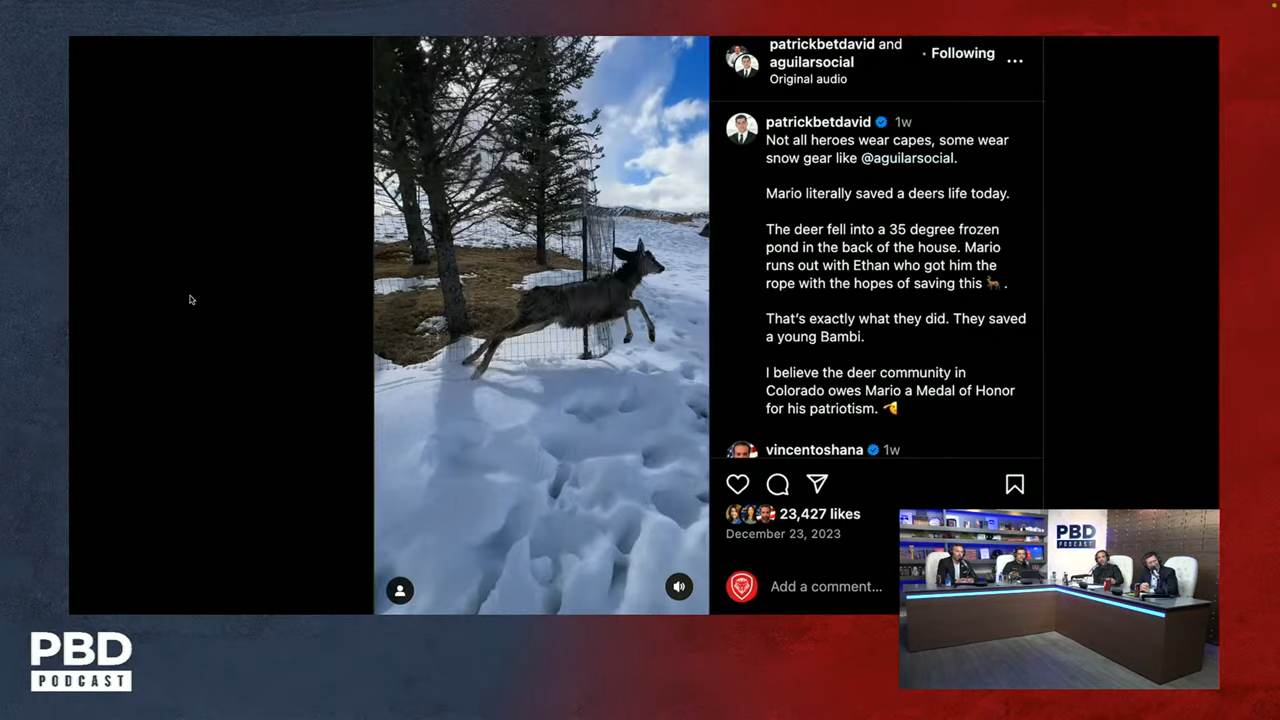 patrickbetdavid and
aguilarsocial
• Following
...
Original audio
patrickbetdavid 1w
Not all heroes wear capes, some wear
snow gear like @aguilarsocial.
Mario literally saved a deers life today.
The deer fell into a 35 degree frozen
pond in the back of the house. Mario
runs out with Ethan who got him the
rope with the hopes of saving this 🦌 .
That’s exactly what they did. They saved
a young Bambi.
I believe the deer community in
Colorado owes Mario a Medal of Honor
for his patriotism. 🫡
vincentoshana 1w
23,427 likes
December 23, 2023
Add a comment...
PBD
PODCAST
PBD
PODCAST